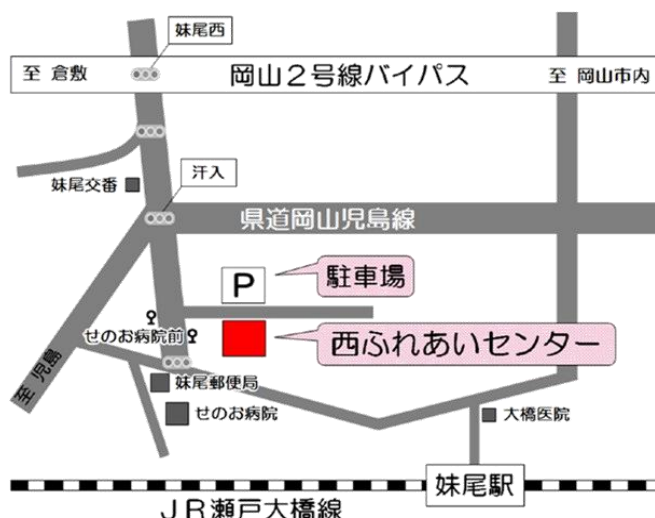 妹尾西
至 倉敷
岡山2号線バイパス
至 岡山市内
妹尾交番
汗入
県道岡山児島線
P
駐車場
せのお病院前
西ふれあいセンター
至 児島
妹尾郵便局
せのお病院
大橋医院
妹尾駅
JR瀬戸大橋線